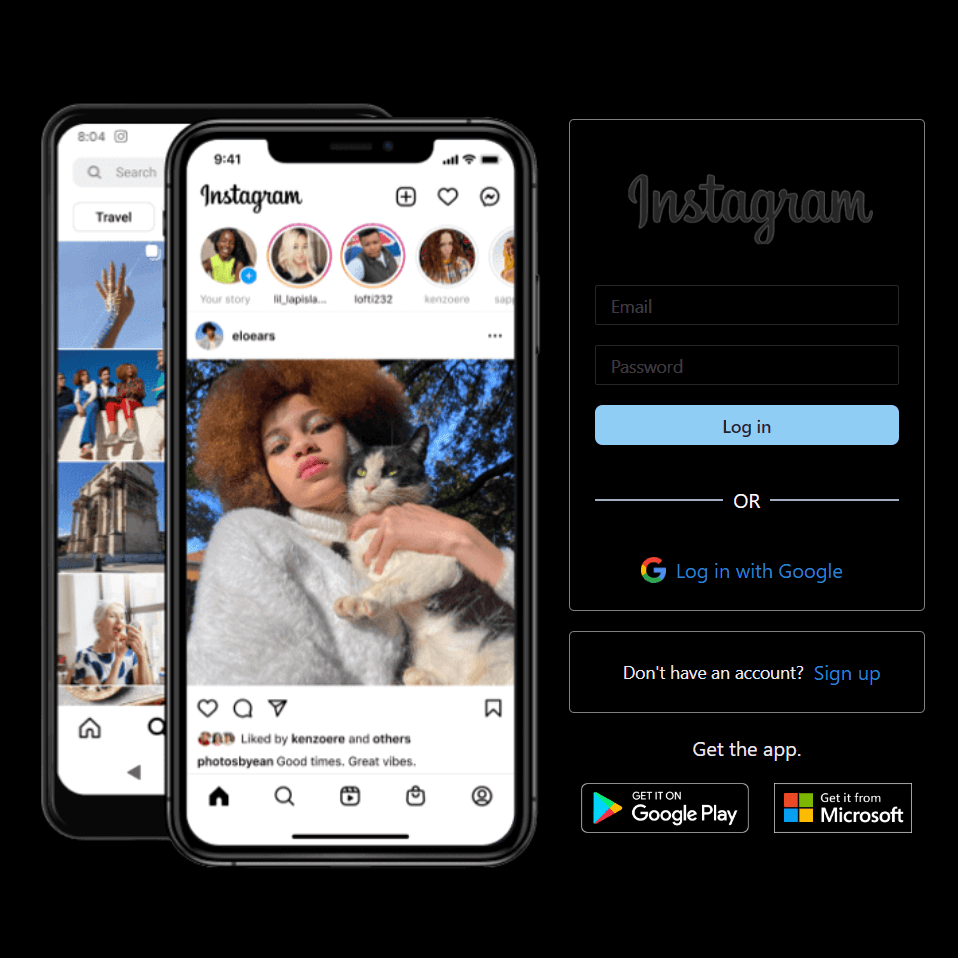 8:04
Search
Travel
9:41
Instagram
Your story
lil_lapisla...
lofti232
kenzoere
eloears
Liked by kenzoere and others
photosbyean Good times. Great vibes.
Instagram
Email
Password
Log in
OR
Log in with Google
Don't have an account? Sign up
Get the app.
GET IT ON
Google Play
Get it from
Microsoft